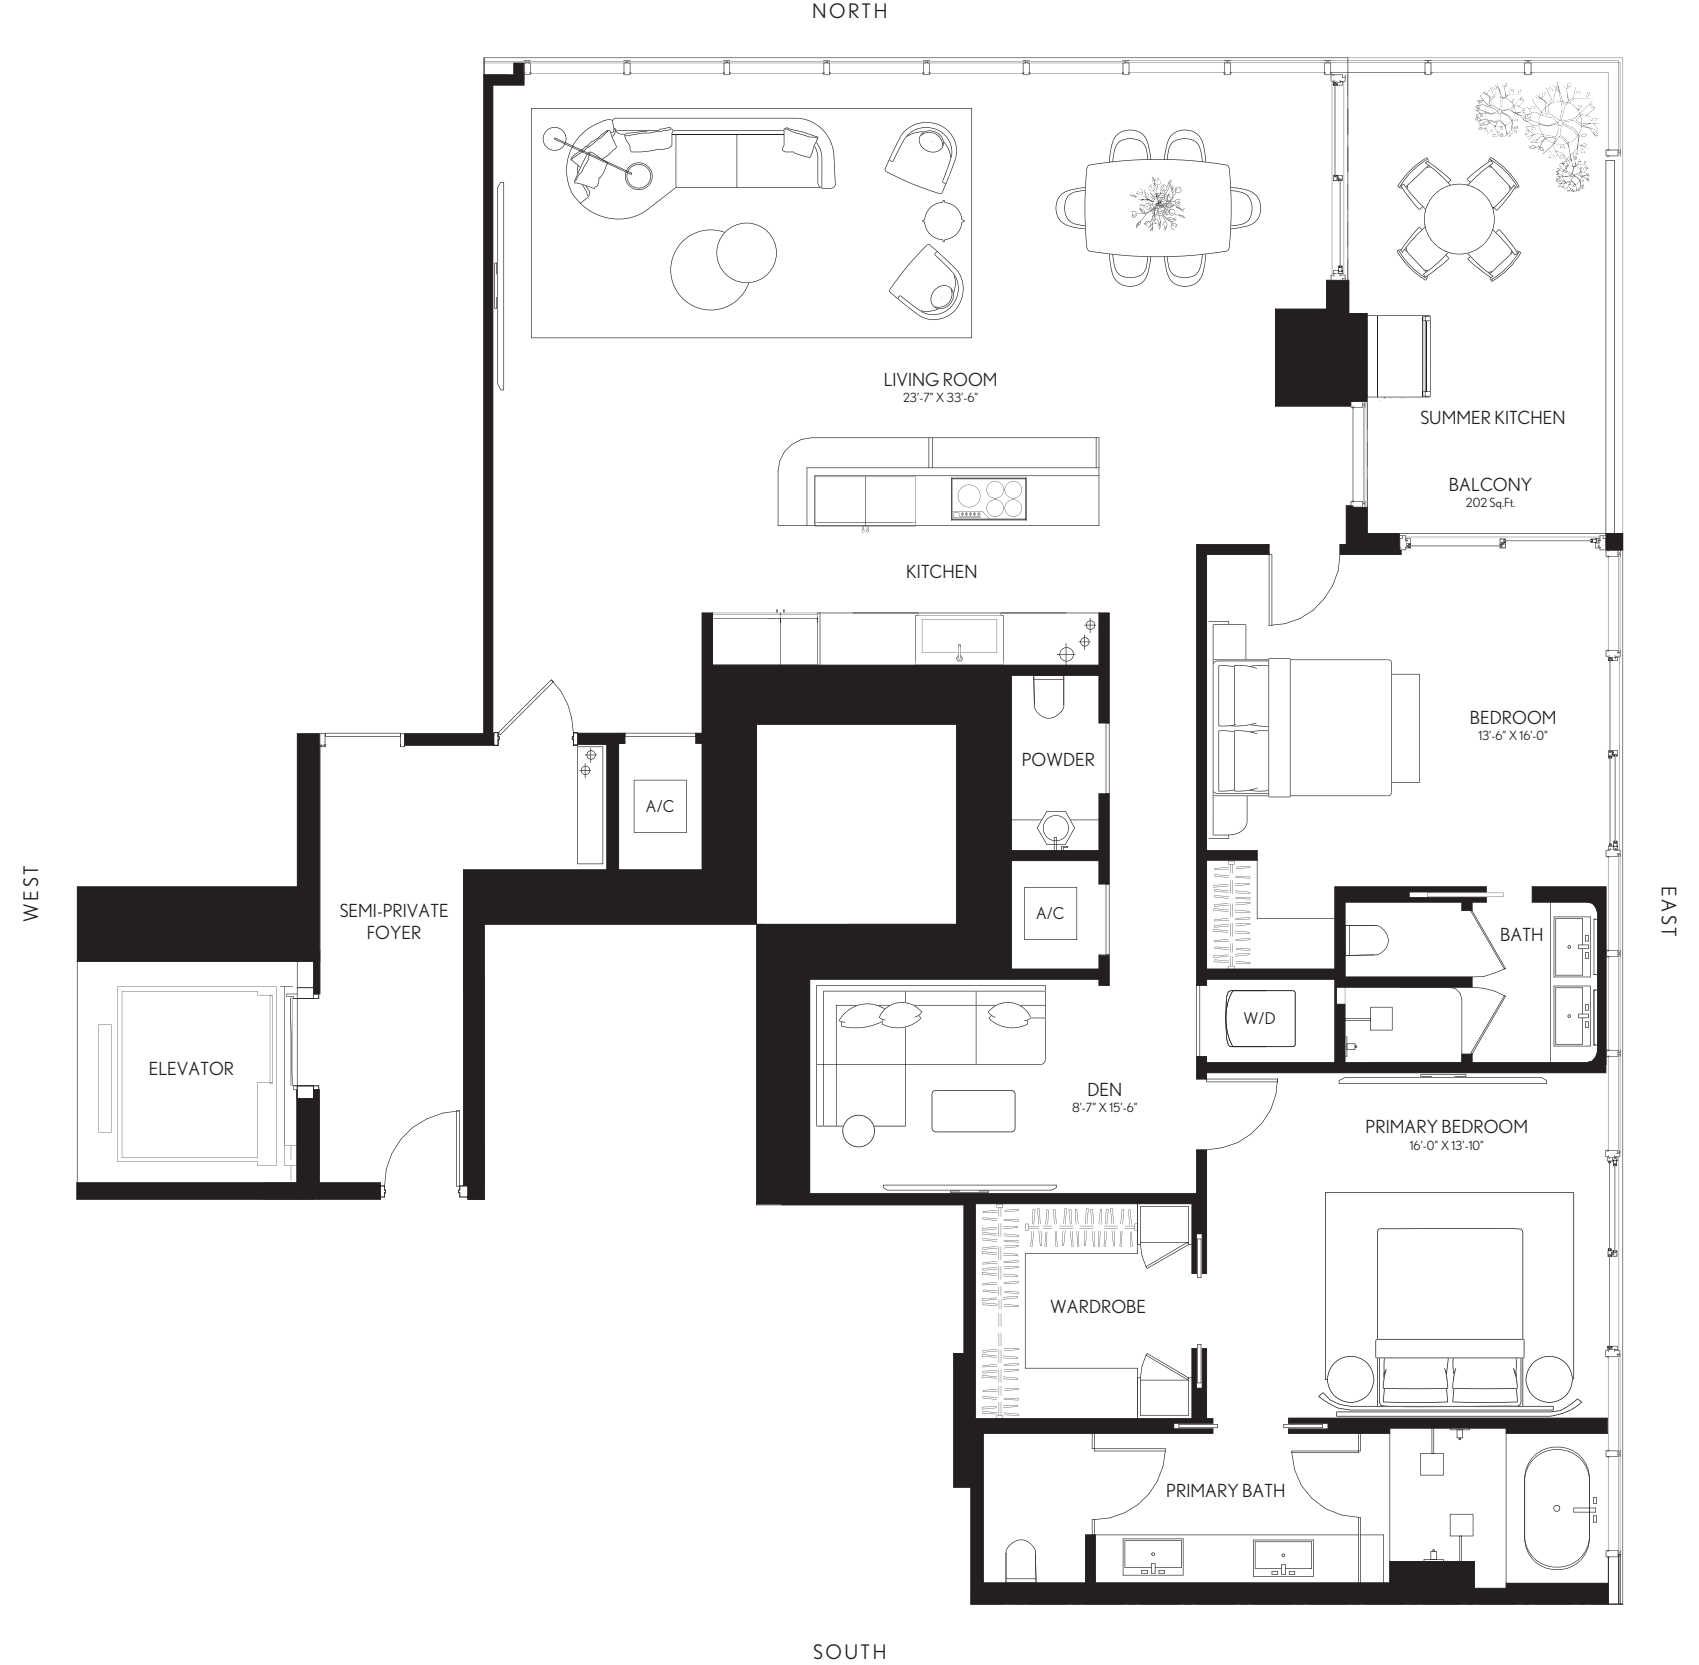 NORTH
LIVING ROOM
23'-7" X 33'-6"
SUMMER KITCHEN
BALCONY
202 Sq.Ft.
KITCHEN
BEDROOM
13'-6" X 16'-0"
POWDER
A/C
WEST
SEMI-PRIVATE
FOYER
A/C
EAST
BATH
W/D
ELEVATOR
DEN
8'-7" X 15'-6"
PRIMARY BEDROOM
16'-0" X 13'-10"
WARDROBE
PRIMARY BATH
SOUTH